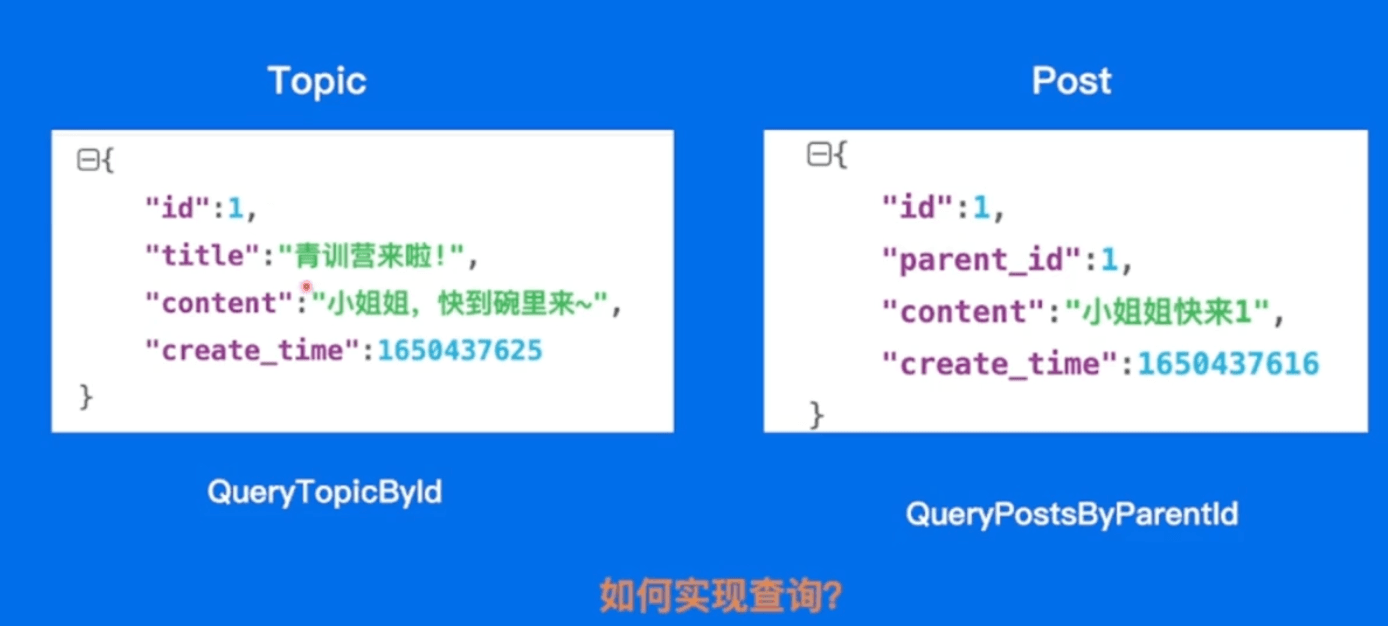 Topic
{
"id":1,
"title":"青训营来啦!",
"content":"小姐姐，快到碗里来~",
"create_time":1650437625
}
QueryTopicById
Post
{
"id":1,
"parent_id":1,
"content":"小姐姐快来1",
"create_time":1650437616
}
QueryPostsByParentId
如何实现查询?